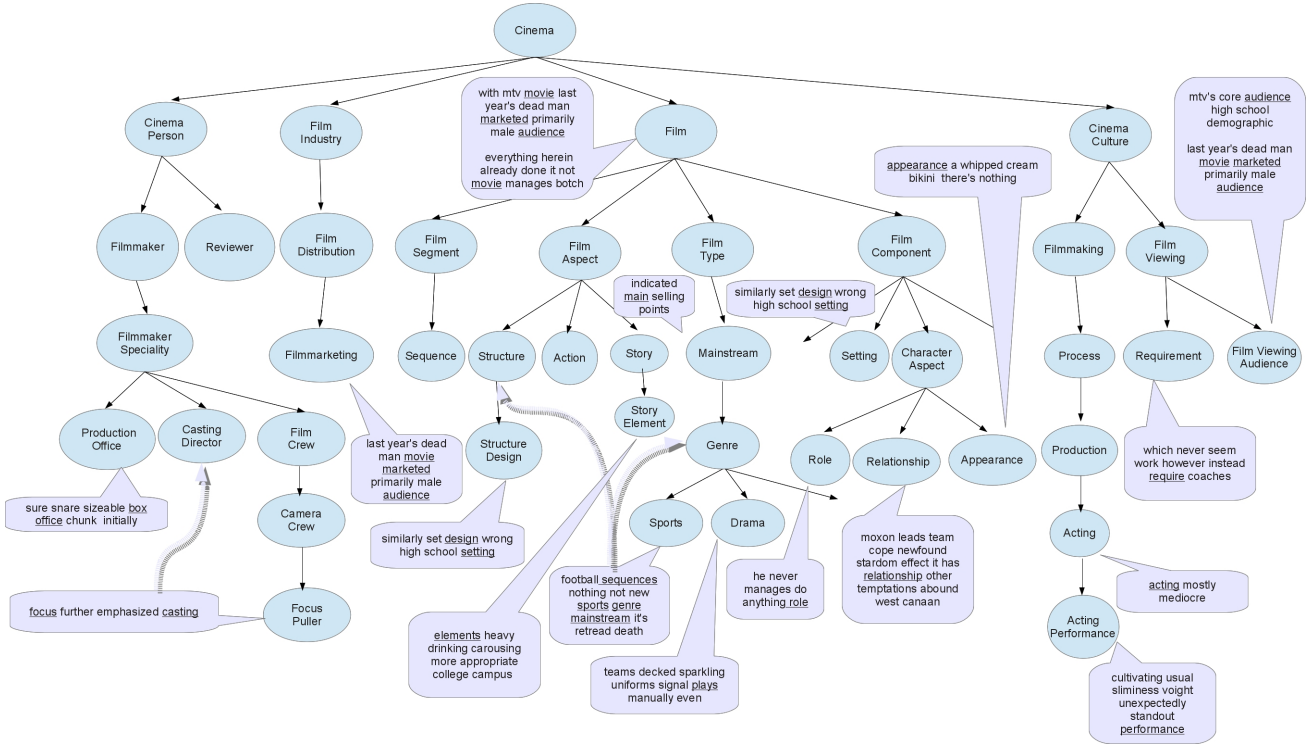 Cinema
with mtv movie last
year's dead man
marketed primarily
male audience
everything herein
already done it not
movie manages botch
mtv's core audience
high school
demographic
last year's dead man
movie marketed
primarily male
audience
Cinema
Person
Film
Industry
Film
Cinema
Culture
appearance a whipped cream
bikini there's nothing
Filmmaker
Reviewer
Film
Distribution
Film
Segment
Film
Aspect
Film
Type
Film
Component
Filmmaking
Film
Viewing
indicated
main selling
points
similarly set design wrong
high school setting
Filmmaker
Speciality
Filmmarketing
Sequence
Structure
Action
Story
Mainstream
Setting
Character
Aspect
Process
Requirement
Film Viewing
Audience
Production
Office
Casting
Director
Film
Crew
last year's dead
man movie
marketed
primarily male
audience
Structure
Design
Story
Element
Genre
Role
Relationship
Appearance
Production
which never seem
work however instead
require coaches
sure snare sizeable box
office chunk initially
Camera
Crew
similarly set design wrong
high school setting
Sports
Drama
moxon leads team
cope newfound
stardom effect it has
relationship other
temptations abound
west canaan
Acting
focus further emphasized casting
Focus
Puller
elements heavy
drinking carousing
more appropriate
college campus
football sequences
nothing not new
sports genre
mainstream it's
retread death
he never
manages do
anything role
acting mostly
mediocre
Acting
Performance
teams decked sparkling
uniforms signal plays
manually even
cultivating usual
sliminess voight
unexpectedly
standout
performance